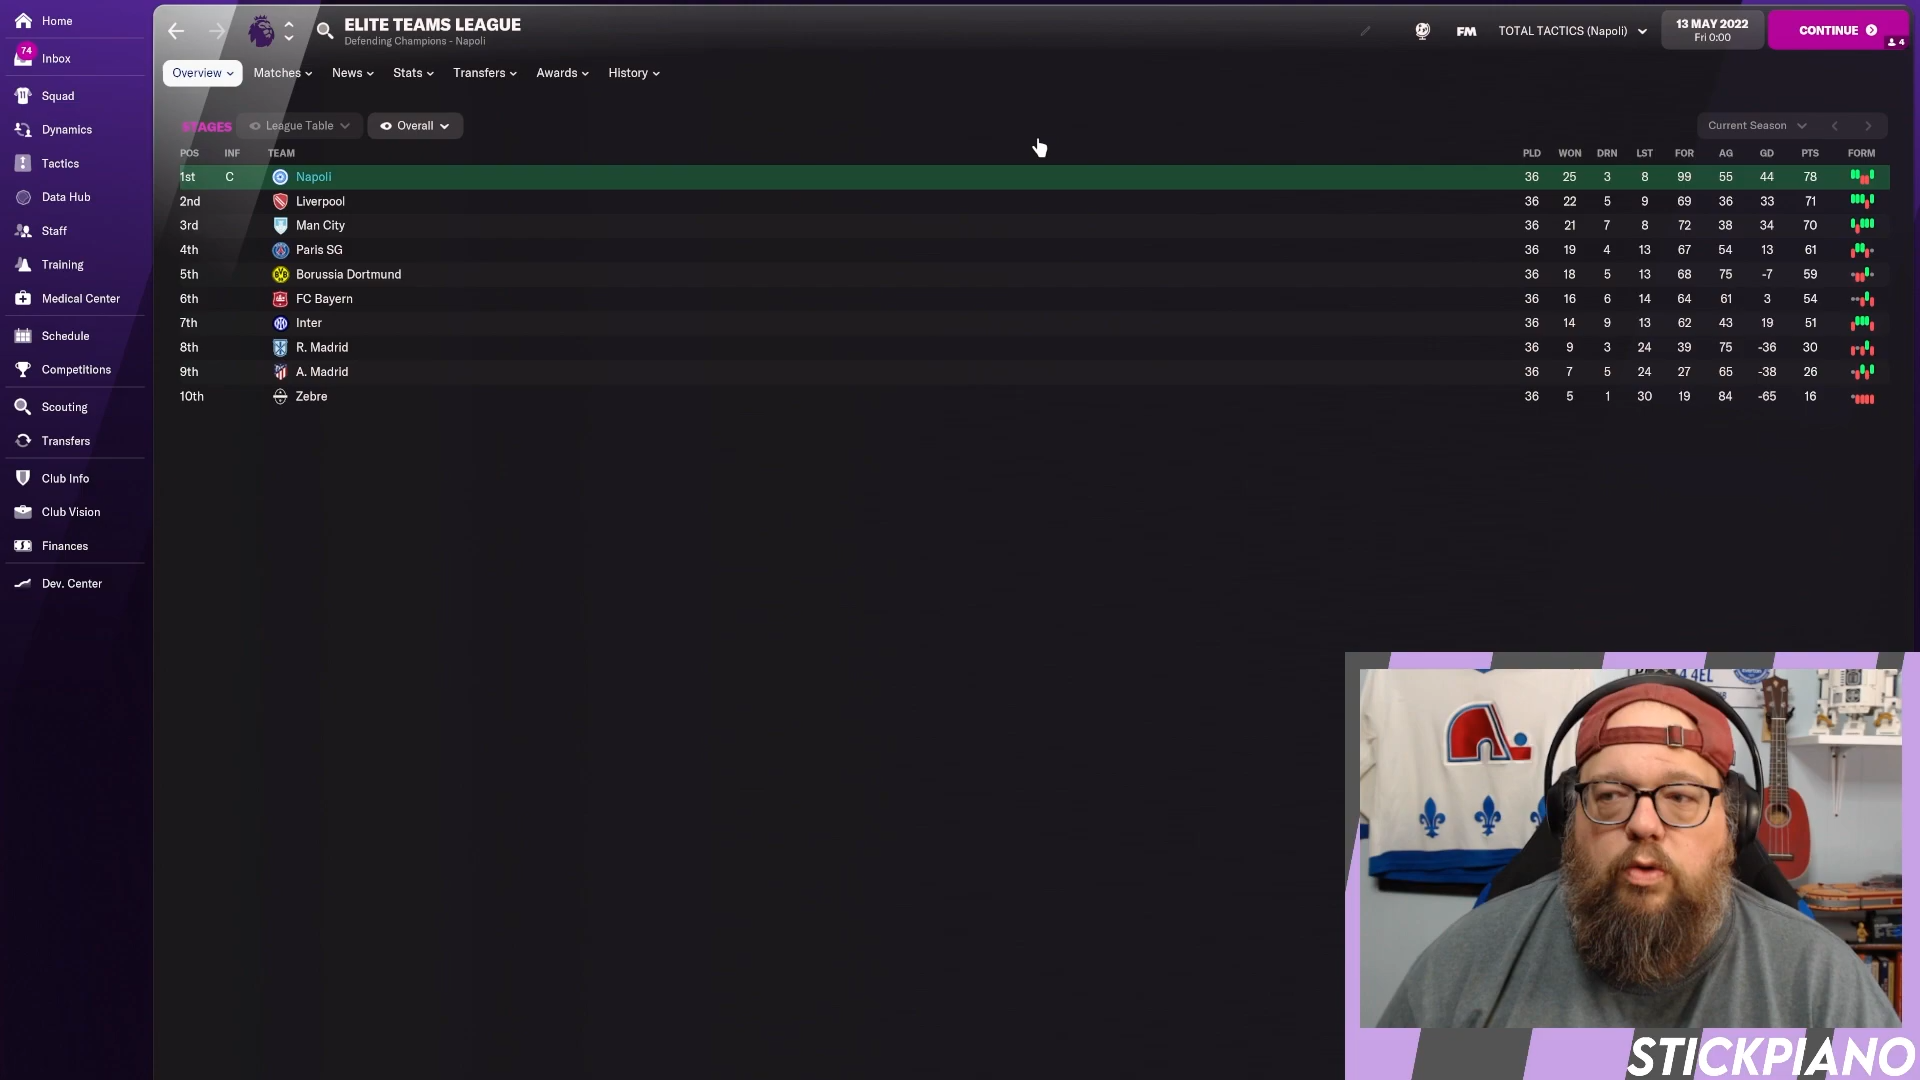 Home
74
Inbox
Squad
Dynamics
Tactics
Data Hub
Staff
Training
Medical Center
Schedule
Competitions
Scouting
Transfers
Club Info
Club Vision
Finances
Dev. Center
ELITE TEAMS LEAGUE
Defending Champions - Napoli
FM
TOTAL TACTICS (Napoli)
13 MAY 2022
Fri 0:00
CONTINUE
4
Overview Matches News Stats Transfers Awards History
STAGES League Table Overall Current Season
POS INF TEAM PLD WON DRN LST FOR AG GD PTS FORM
1st C Napoli 36 25 3 8 99 55 44 78
2nd Liverpool 36 22 5 9 69 36 33 71
3rd Man City 36 21 7 8 72 38 34 70
4th Paris SG 36 19 4 13 67 54 13 61
5th Borussia Dortmund 36 18 5 13 68 75 -7 59
6th FC Bayern 36 16 6 14 64 61 3 54
7th Inter 36 14 9 13 62 43 19 51
8th R. Madrid 36 9 3 24 39 75 -36 30
9th A. Madrid 36 7 5 24 27 65 -38 26
10th Zebre 36 5 1 30 19 84 -65 16
STICKPIANO